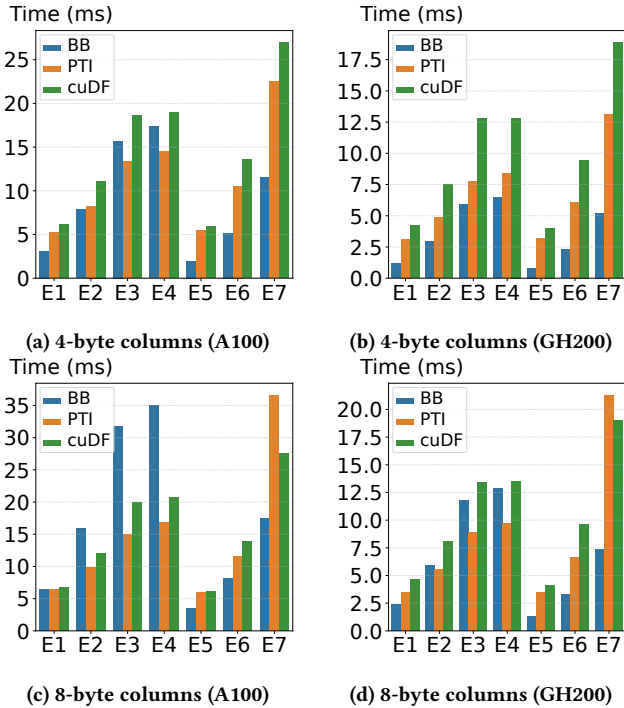 Time (ms)
BB
PTI
cuDF
25
20
15
10
5
0
E1 E2 E3 E4 E5 E6 E7
(a) 4-byte columns (A100)
Time (ms)
BB
PTI
cuDF
17.5
15.0
12.5
10.0
7.5
5.0
2.5
0.0
E1 E2 E3 E4 E5 E6 E7
(b) 4-byte columns (GH200)
Time (ms)
BB
PTI
cuDF
35
30
25
20
15
10
5
0
E1 E2 E3 E4 E5 E6 E7
(c) 8-byte columns (A100)
Time (ms)
BB
PTI
cuDF
20.0
17.5
15.0
12.5
10.0
7.5
5.0
2.5
0.0
E1 E2 E3 E4 E5 E6 E7
(d) 8-byte columns (GH200)